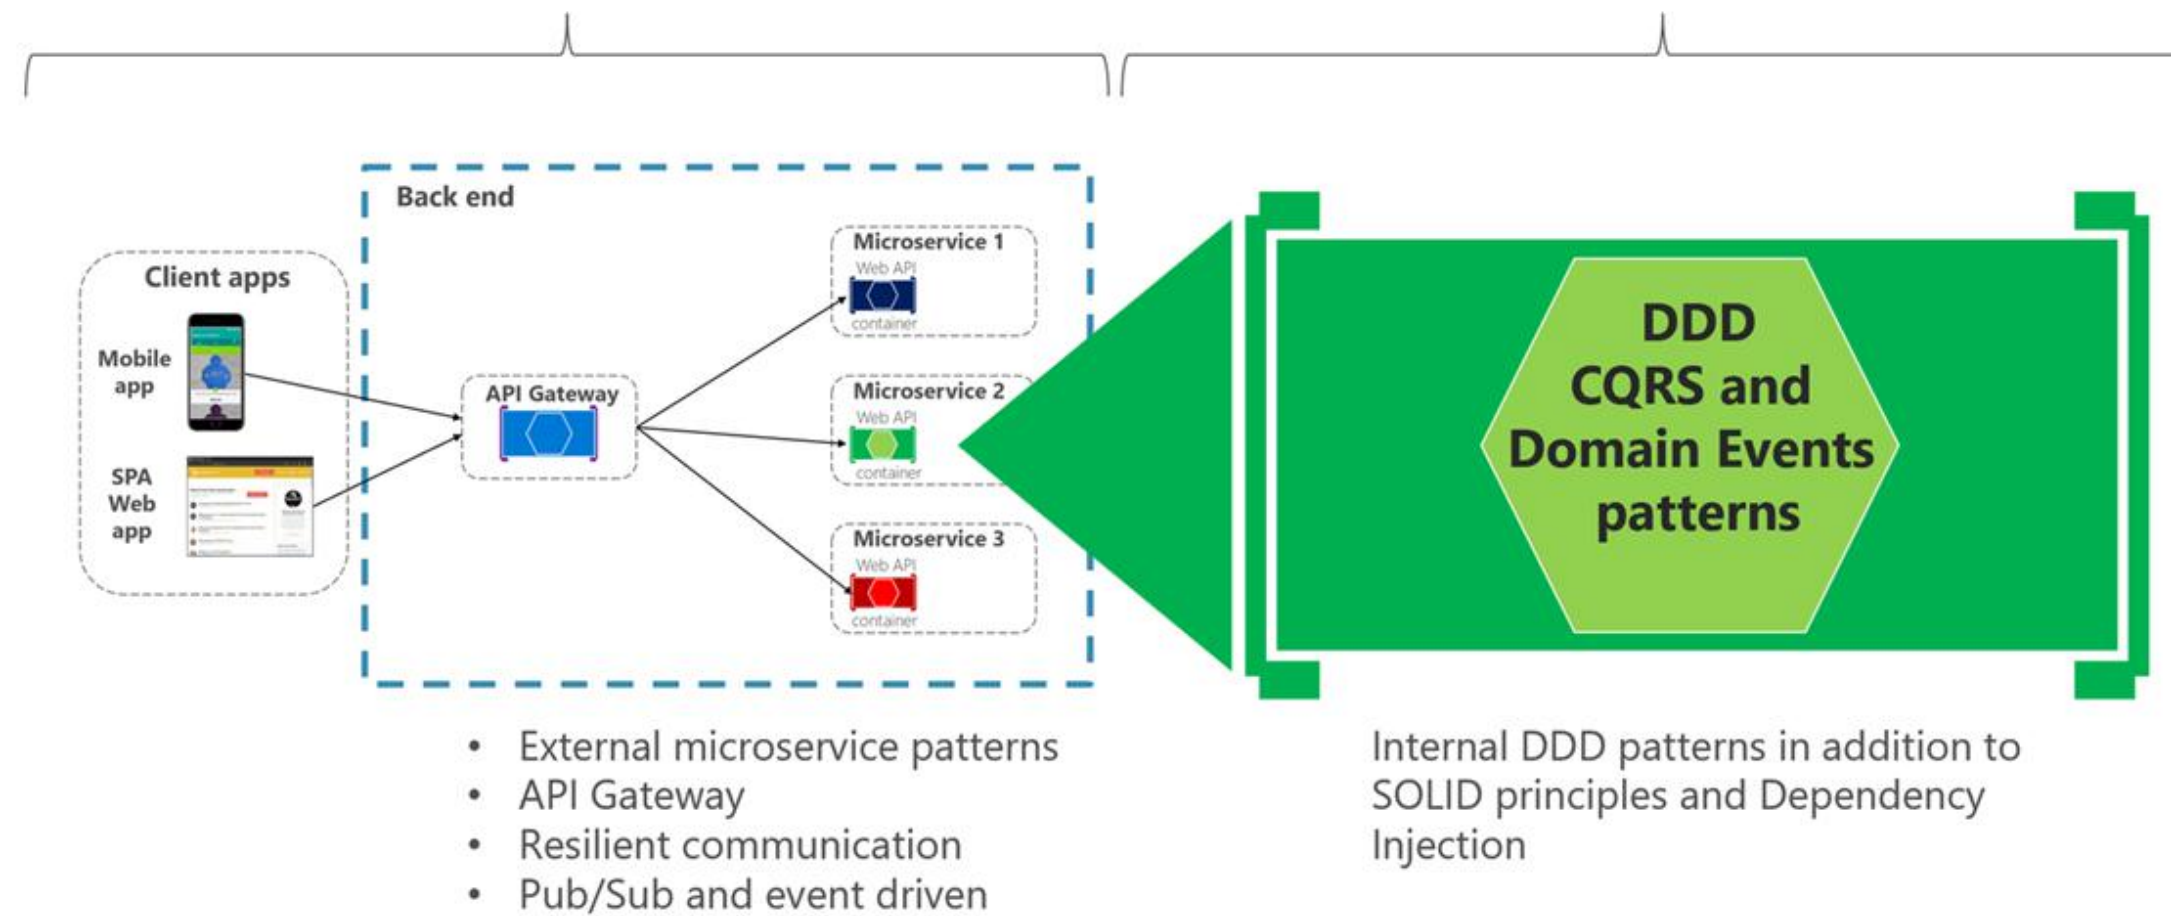 Back end
Client apps
Mobile
app
SPA
Web
app
API Gateway
Microservice 1
Web API
container
Microservice 2
Web API
container
Microservice 3
Web API
container
DDD
CQRS and
Domain Events
patterns
• External microservice patterns
• API Gateway
• Resilient communication
• Pub/Sub and event driven
Internal DDD patterns in addition to
SOLID principles and Dependency
Injection